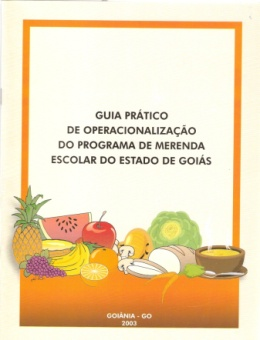 GUIA PRÁTICO
DE OPERACIONALIZAÇÃO
DO PROGRAMA DE MERENDA
ESCOLAR DO ESTADO DE GOIÁS
GOIÂNIA - GO
2003